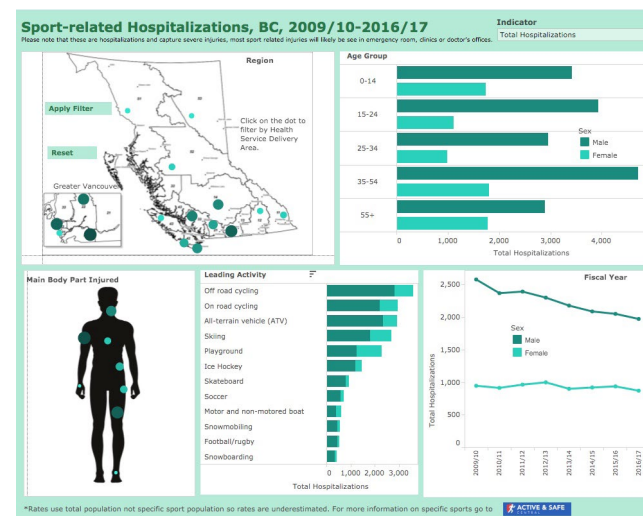 Sport-related Hospitalizations, BC, 2009/10-2016/17
Please note that these are hospitalizations and capture severe injuries, most sport related injuries will likely be see in emergency room, clinics or doctor's offices.
Indicator
Total Hospitalizations
Region
Apply Filter
Click on the dot to
filter by Health
Service Delivery
Area.
Reset
Greater Vancouver
Age Group
0-14
15-24
25-34
35-54
55+
Sex
Male
Female
0 1,000 2,000 3,000 4,000
Total Hospitalizations
Main Body Part Injured
Leading Activity
Off road cycling
On road cycling
All-terrain vehicle (ATV)
Skiing
Playground
Ice Hockey
Skateboard
Soccer
Motor and non-motored boat
Snowmobiling
Football/rugby
Snowboarding
0 1,000 2,000 3,000
Total Hospitalizations
Fiscal Year
2,500
2,000
1,500
1,000
500
0
Total Hospitalizations
Sex
Male
Female
2009/10
2010/11
2011/12
2012/13
2013/14
2014/15
2015/16
2016/17
*Rates use total population not specific sport population so rates are underestimated. For more information on specific sports go to
ACTIVE & SAFE
CENTRAL